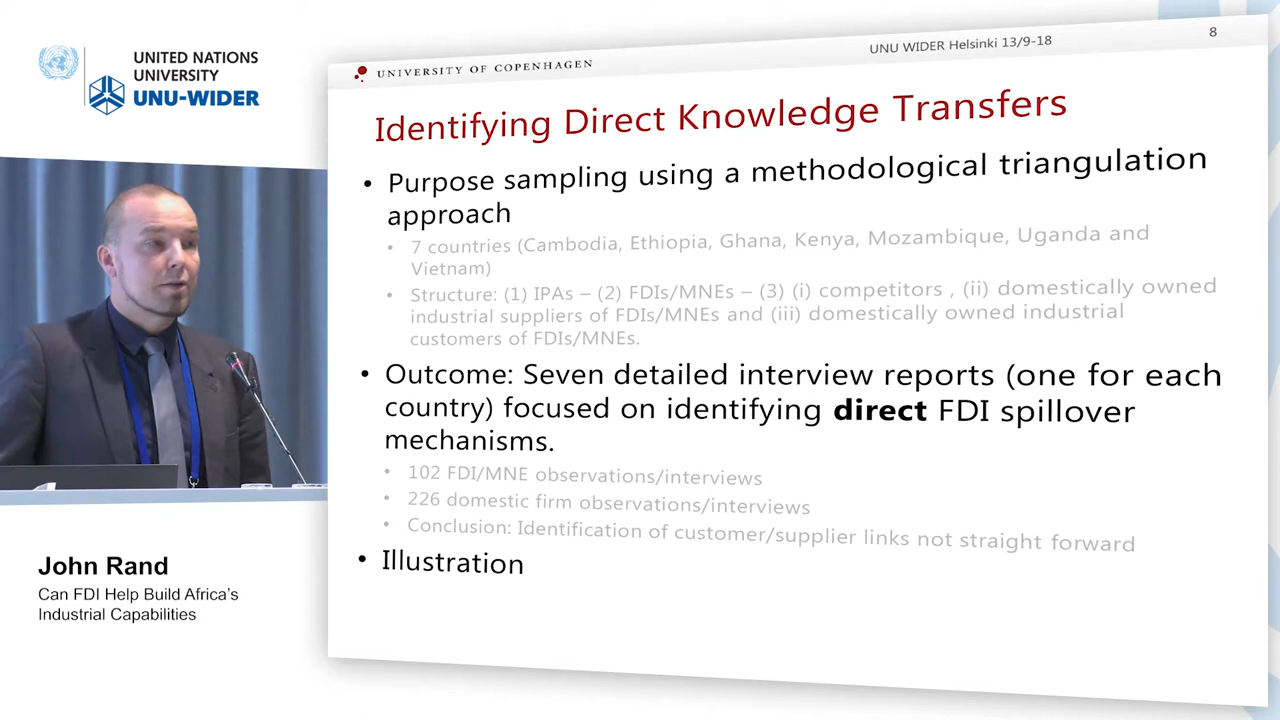 UNITED NATIONS
UNIVERSITY
UNU-WIDER
UNU WIDER Helsinki 13/9-18
8
UNIVERSITY OF COPENHAGEN
Identifying Direct Knowledge Transfers
• Purpose sampling using a methodological triangulation
approach
• 7 countries (Cambodia, Ethiopia, Ghana, Kenya, Mozambique, Uganda and
Vietnam)
• Structure: (1) IPAs – (2) FDIs/MNEs – (3) (i) competitors , (ii) domestically owned
industrial suppliers of FDIs/MNEs and (iii) domestically owned industrial
customers of FDIs/MNEs.
• Outcome: Seven detailed interview reports (one for each
country) focused on identifying direct FDI spillover
mechanisms.
• 102 FDI/MNE observations/interviews
• 226 domestic firm observations/interviews
• Conclusion: Identification of customer/supplier links not straight forward
• Illustration
John Rand
Can FDI Help Build Africa's
Industrial Capabilities